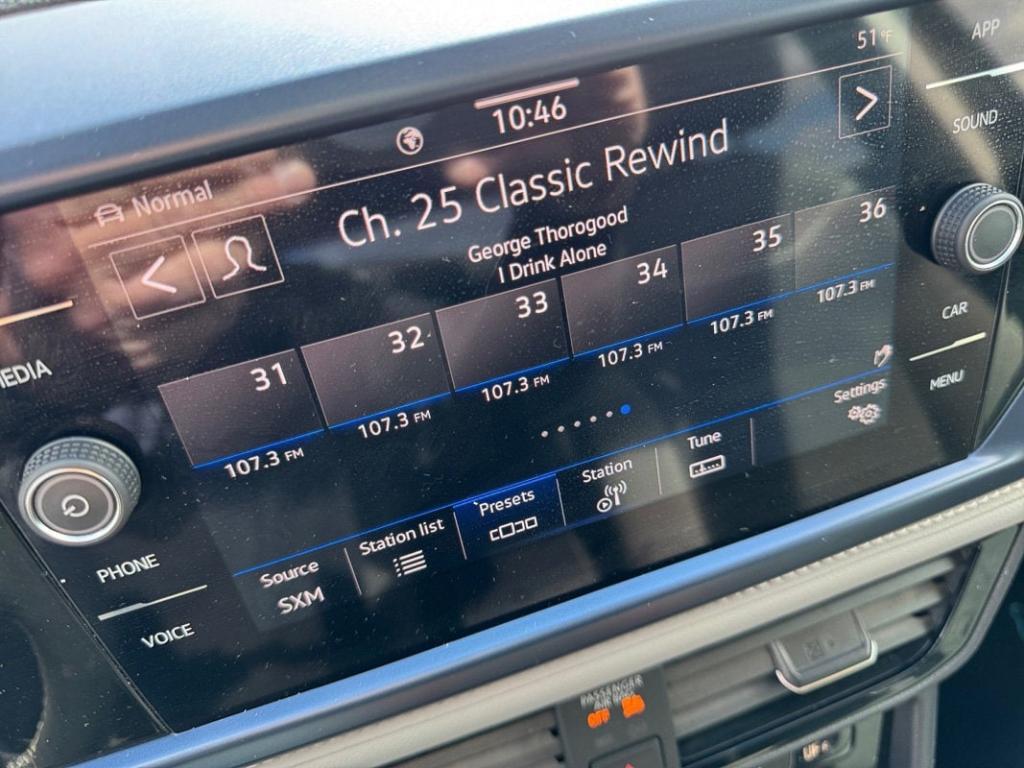 APP
51°F
10:46
SOUND
Normal
Ch. 25 Classic Rewind
George Thorogood
I Drink Alone
31
32
33
34
35
36
107.3 FM
107.3 FM
107.3 FM
107.3 FM
107.3 FM
107.3 FM
CAR
MENU
MEDIA
Settings
Tune
Station
Presets
Station list
Source
SXM
PHONE
VOICE
PASSENGER
AIR BAG
OFF